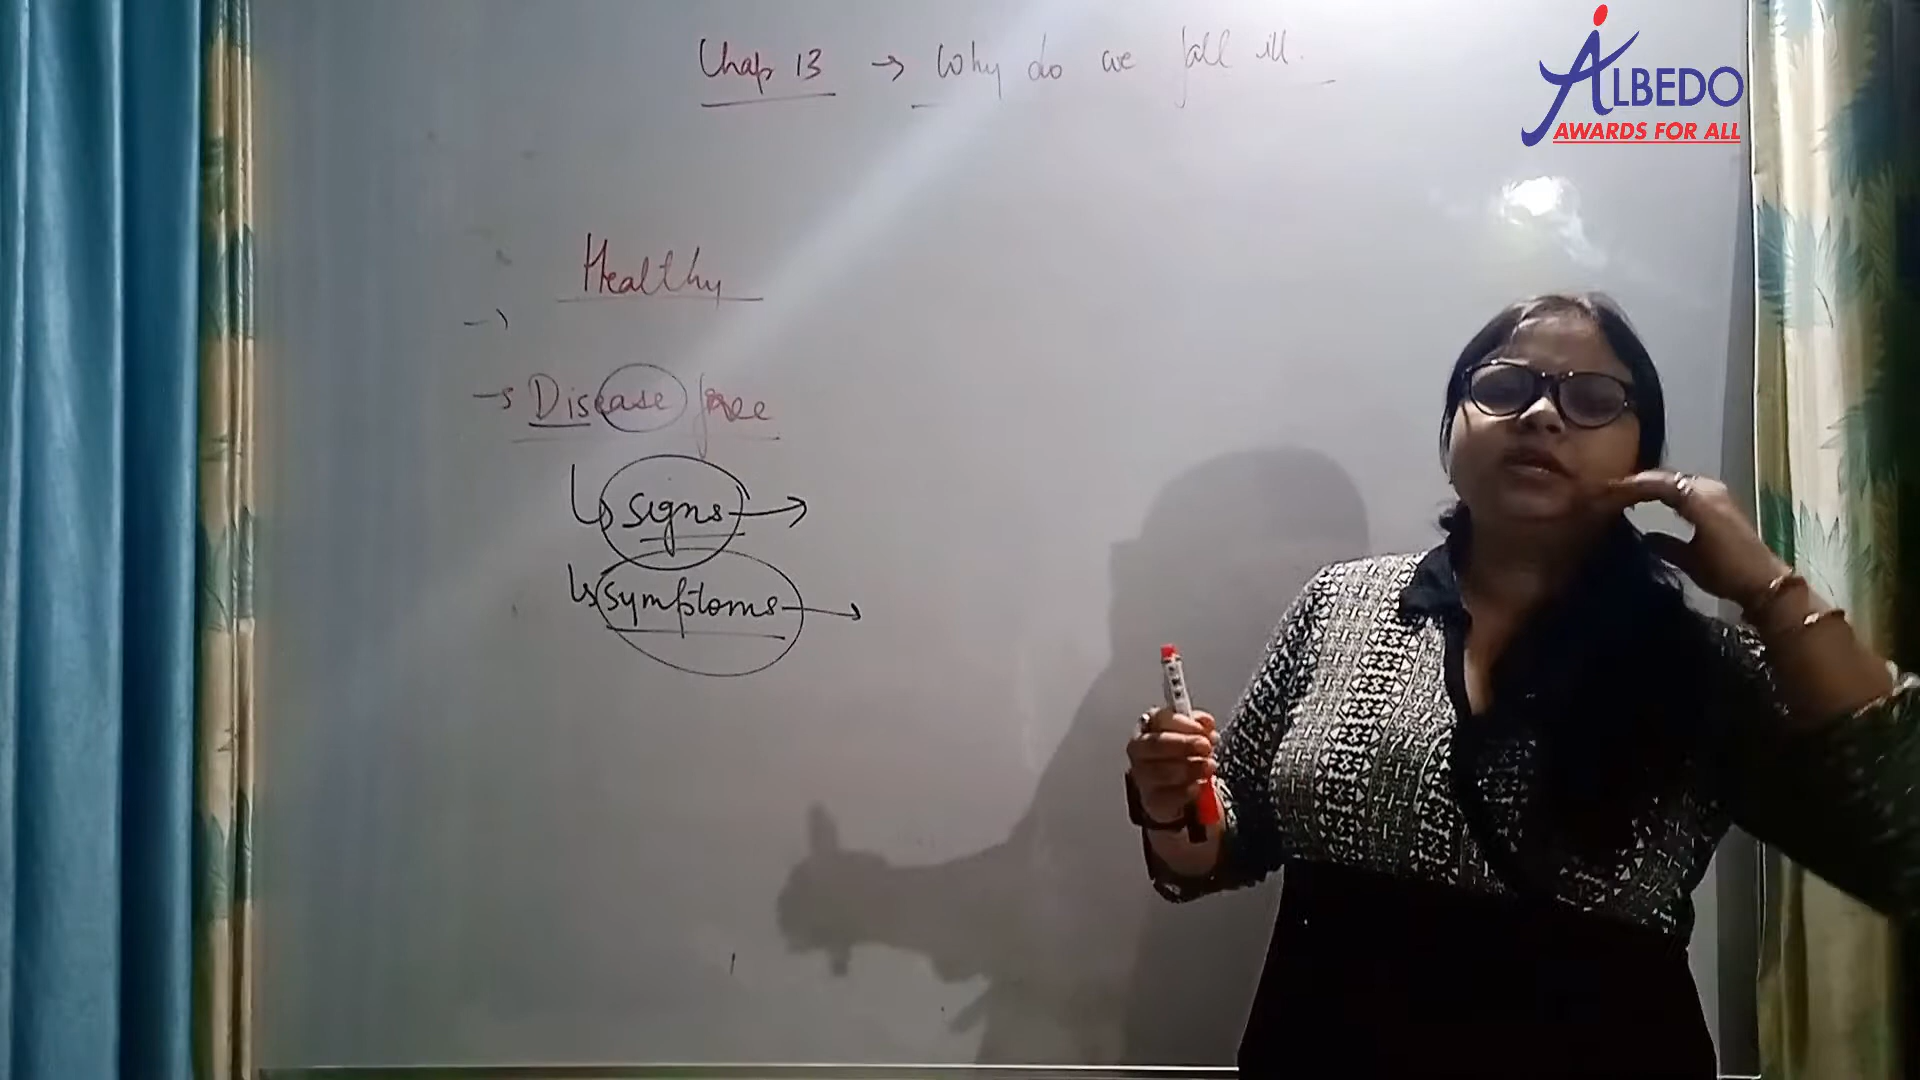 Chap 13 → Why do we fall ill.
ALBEDO
AWARDS FOR ALL
Healthy
→
→ Disease free
↳ signs →
↳ symptoms →